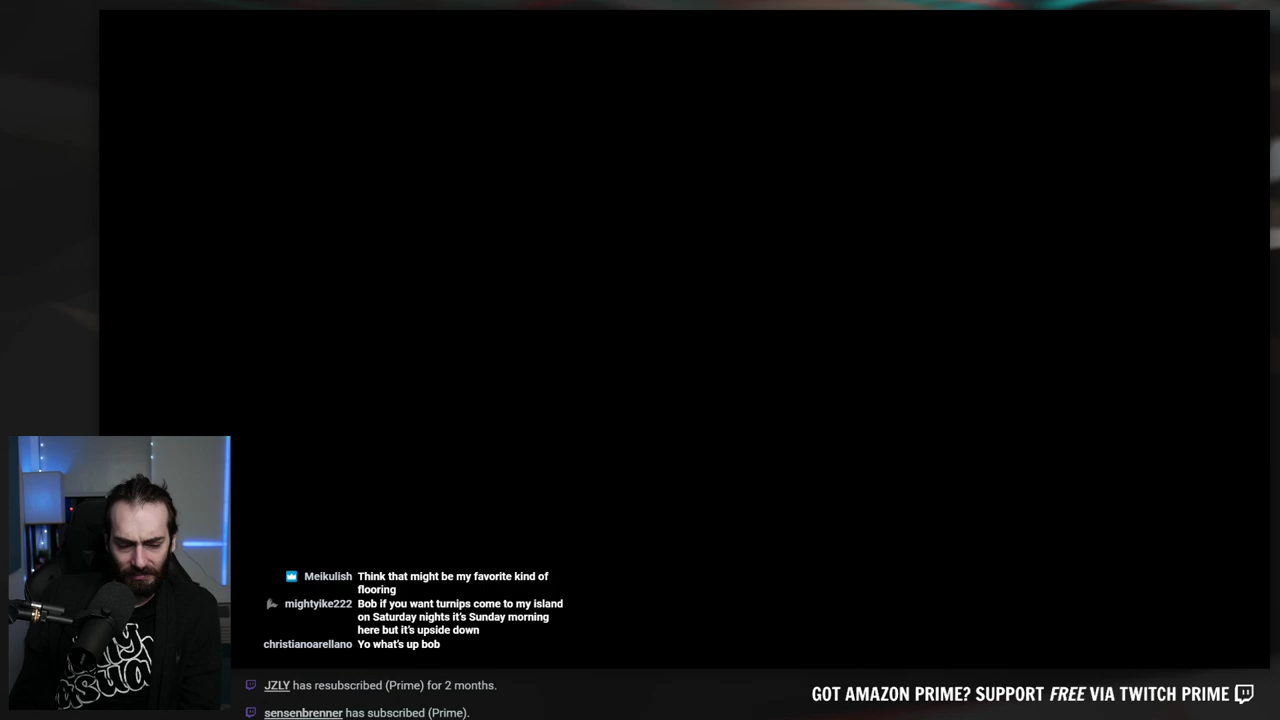 Meikulish Think that might be my favorite kind of
flooring
mightyike222 Bob if you want turnips come to my island
on Saturday nights it's Sunday morning
here but it's upside down
christianoarellano Yo what's up bob
JZLY has resubscribed (Prime) for 2 months.
sensenbrenner has subscribed (Prime).
GOT AMAZON PRIME? SUPPORT FREE VIA TWITCH PRIME